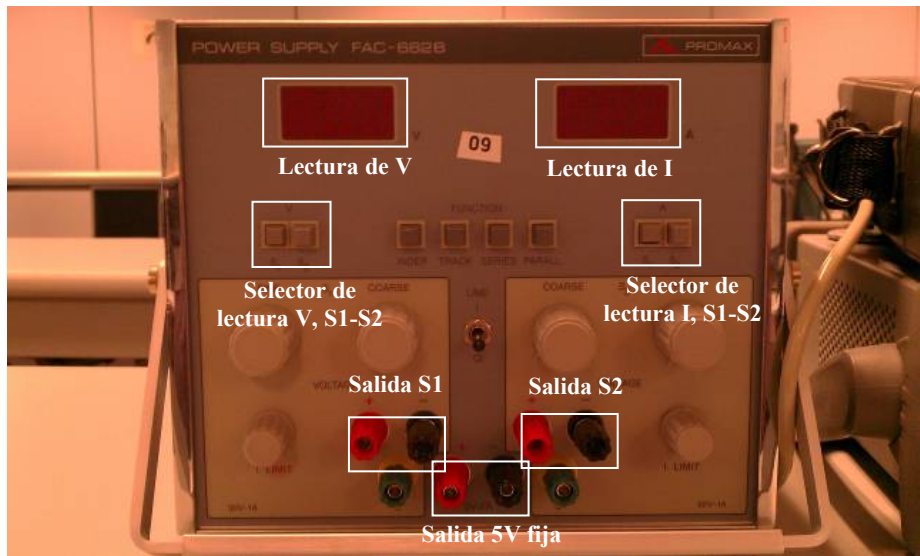 POWER SUPPLY FAC-662B
PROMAX
V
A
09
Lectura de V
Lectura de I
V
FUNCTION
A
INDEP.
TRACK
SERIES
PARALL.
Selector de
lectura V, S1-S2
COARSE
LINE
COARSE
Selector de
lectura I, S1-S2
Salida S1
Salida S2
+
−
+
−
+
−
I. LIMIT
I. LIMIT
Salida 5V fija